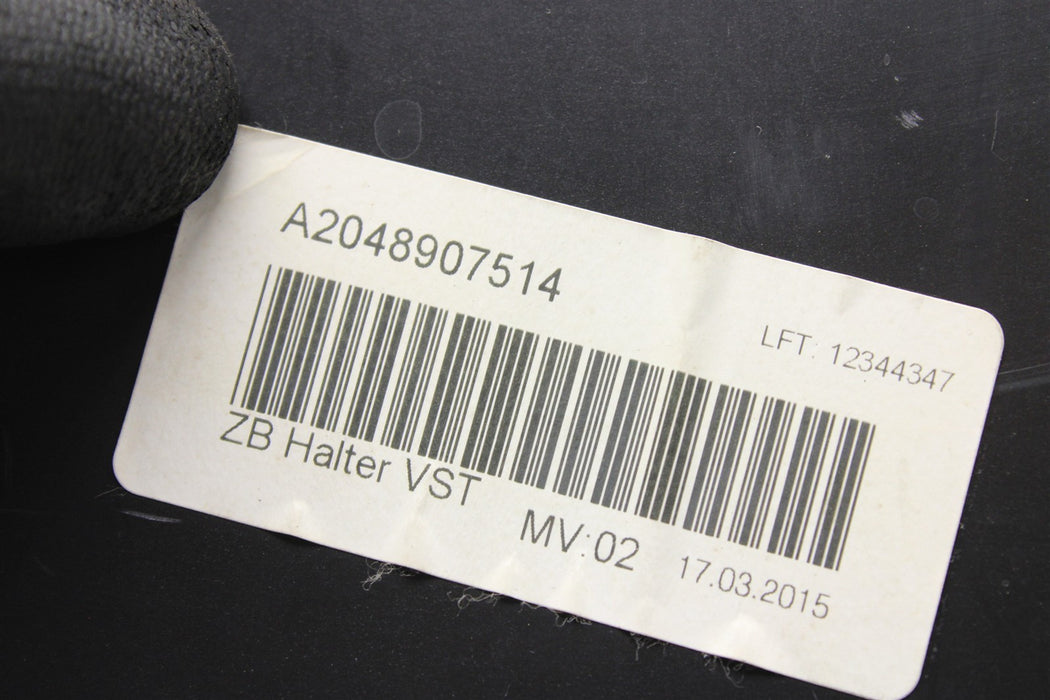 A2048907514
LFT: 12344347
ZB Halter VST
MV:02
17.03.2015